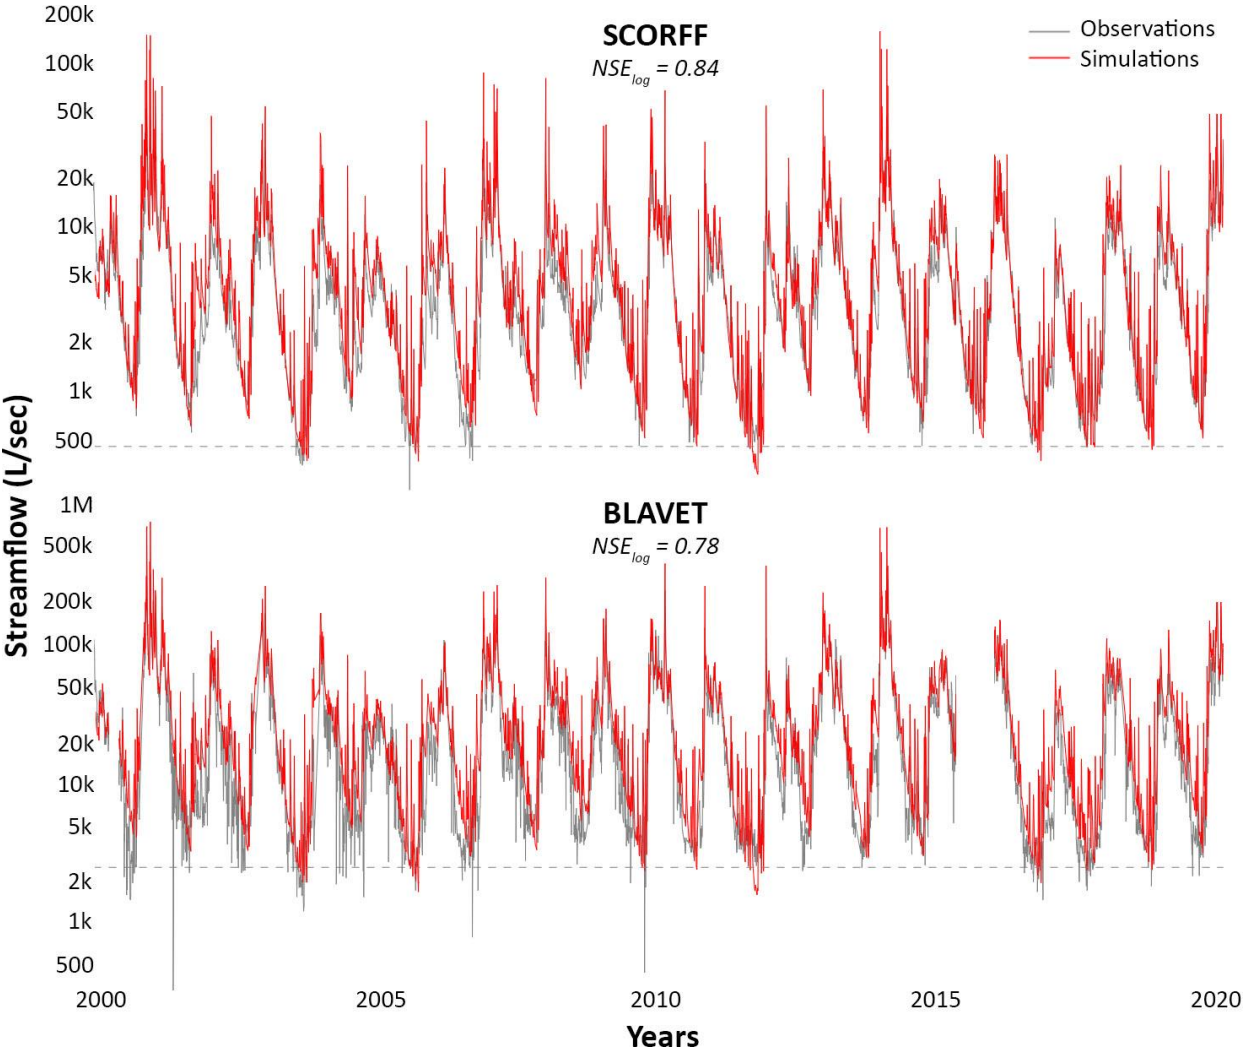 200k
100k
50k
20k
10k
5k
2k
1k
500
SCORFF
NSElog = 0.84
Observations
Simulations
Streamflow (L/sec)
1M
500k
200k
100k
50k
20k
10k
5k
2k
1k
500
BLAVET
NSElog = 0.78
2000 2005 2010 2015 2020
Years